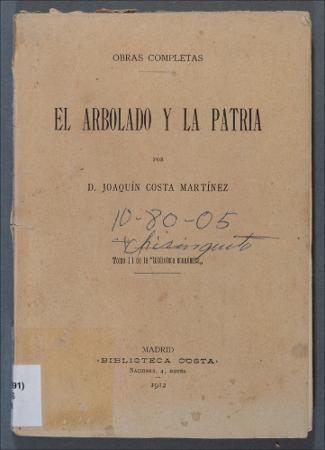 OBRAS COMPLETAS
EL ARBOLADO Y LA PATRIA
POR
D. JOAQUÍN COSTA MARTÍNEZ
10-80-05
Tomo II de la "Biblioteca económica"
MADRID
«BIBLIOTECA COSTA»
1912
91)